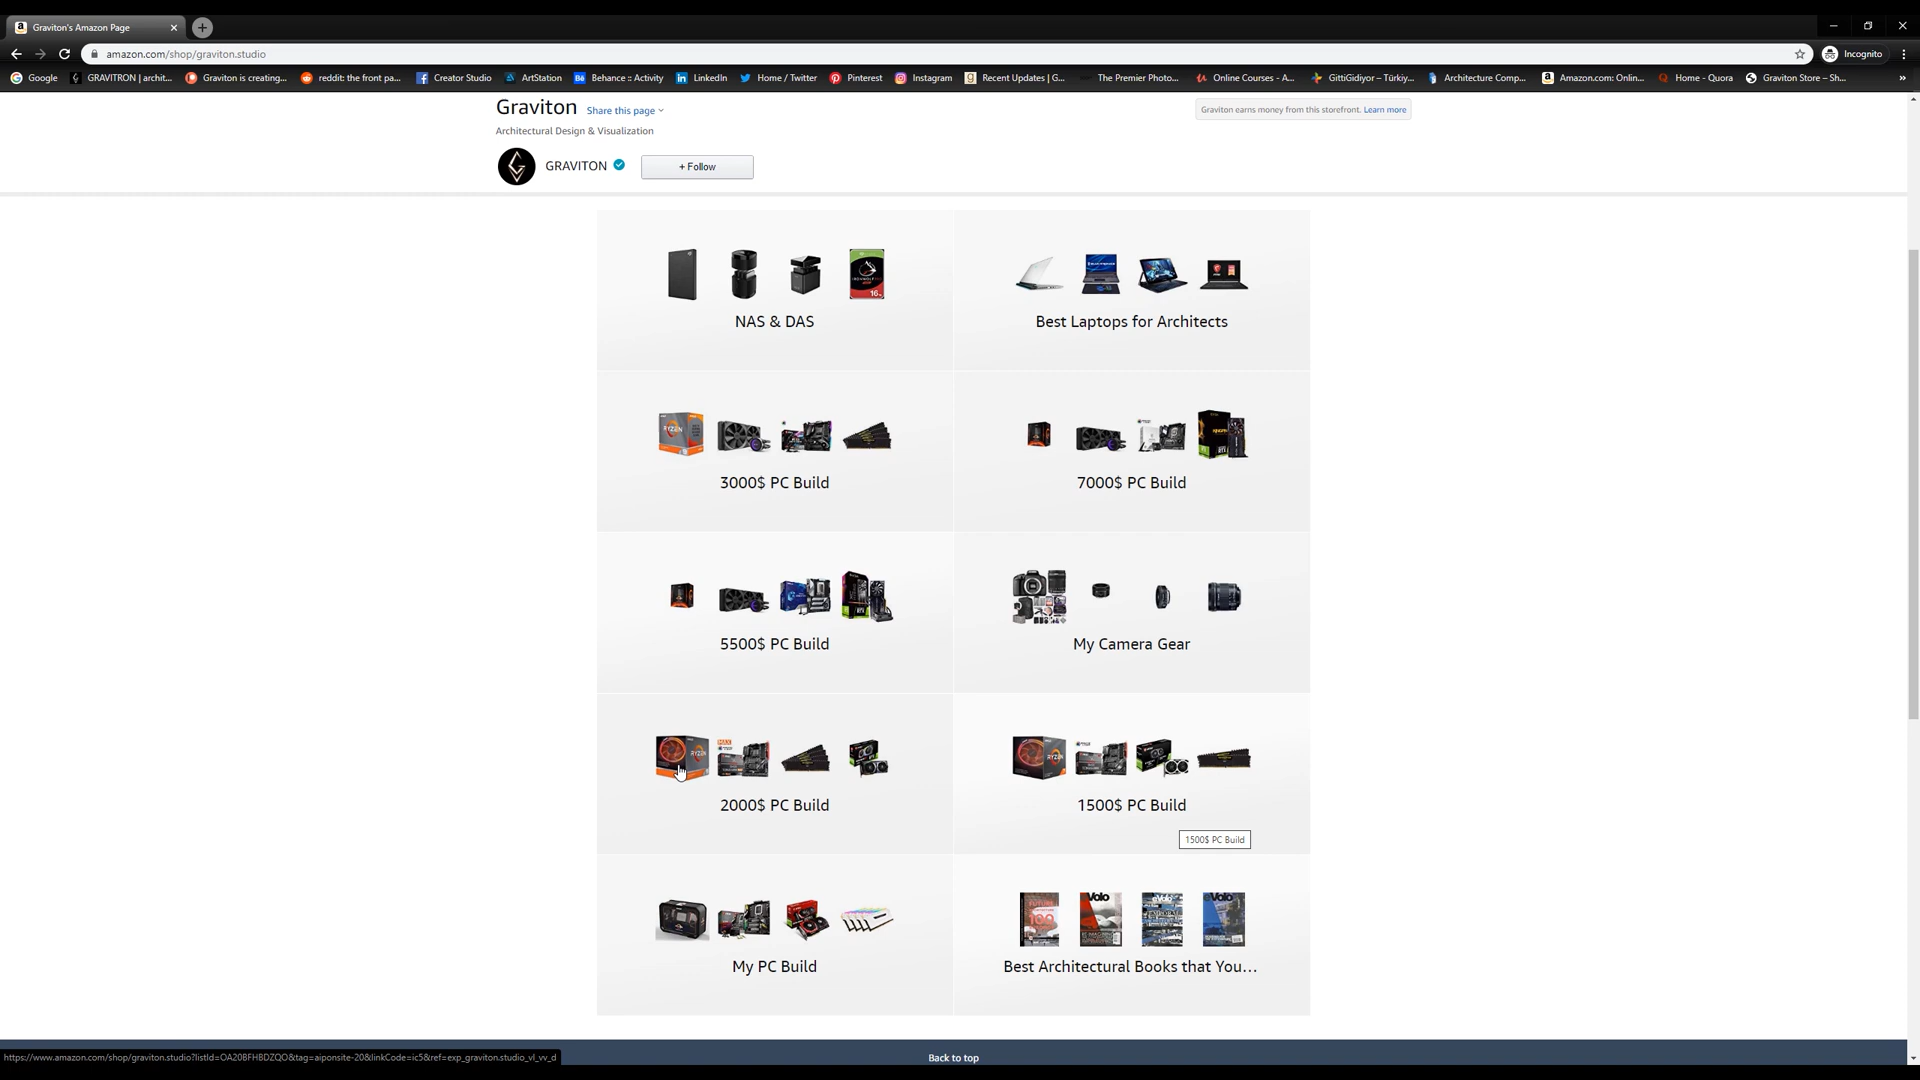 Graviton's Amazon Page
amazon.com/shop/graviton.studio
Incognito
Google
GRAVITRON | archit...
Graviton is creating...
reddit: the front pa...
Creator Studio
ArtStation
Behance :: Activity
LinkedIn
Home / Twitter
Pinterest
Instagram
Recent Updates | G...
The Premier Photo...
Online Courses - A...
GittiGidiyor – Türkiy...
Architecture Comp...
Amazon.com: Onlin...
Home - Quora
Graviton Store – Sh...
Graviton
Share this page
Graviton earns money from this storefront. Learn more
Architectural Design & Visualization
GRAVITON
+ Follow
NAS & DAS
Best Laptops for Architects
RYZEN
3000$ PC Build
7000$ PC Build
5500$ PC Build
My Camera Gear
RYZEN
MAX
RYZEN
2000$ PC Build
1500$ PC Build
1500$ PC Build
My PC Build
Best Architectural Books that You...
https://www.amazon.com/shop/graviton.studio?listId=OA20BFHBDZQO&tag=aiponsite-20&linkCode=ic5&ref=exp_graviton.studio_vl_vv_d
Back to top